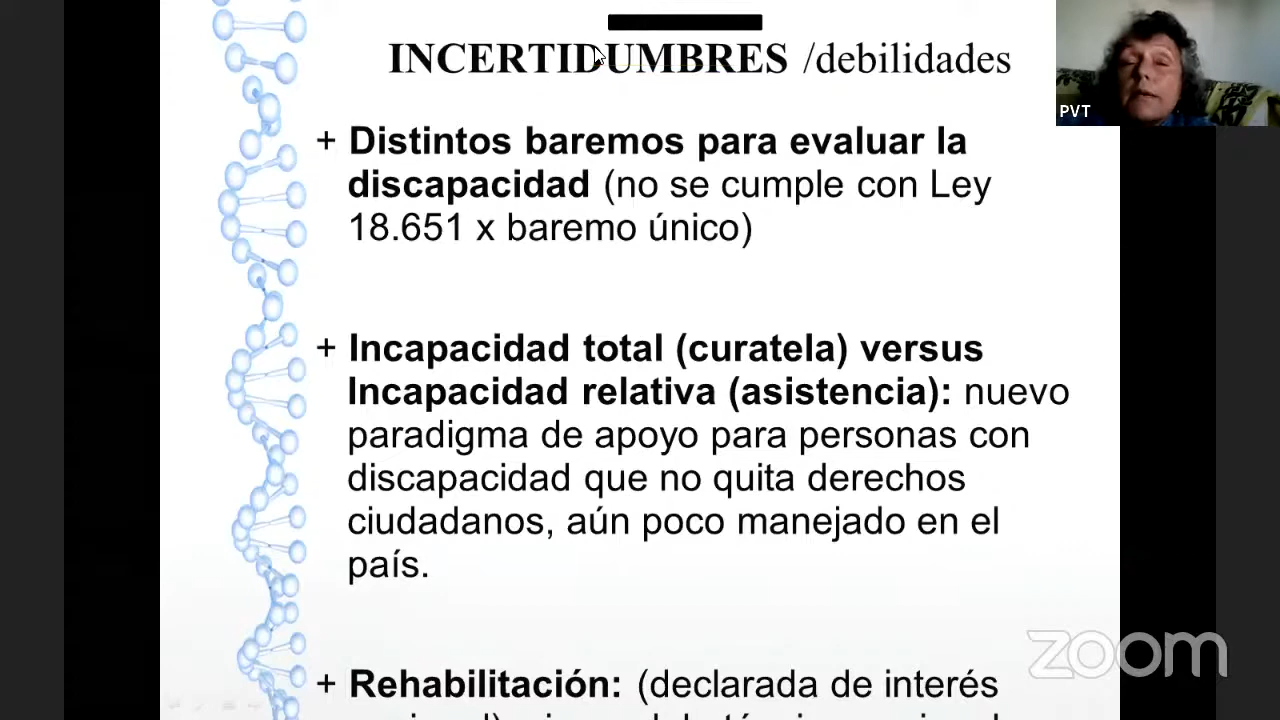 INCERTIDUMBRES /debilidades
PVT
+ Distintos baremos para evaluar la
discapacidad (no se cumple con Ley
18.651 x baremo único)
+ Incapacidad total (curatela) versus
Incapacidad relativa (asistencia): nuevo
paradigma de apoyo para personas con
discapacidad que no quita derechos
ciudadanos, aún poco manejado en el
país.
+ Rehabilitación: (declarada de interés
zoom